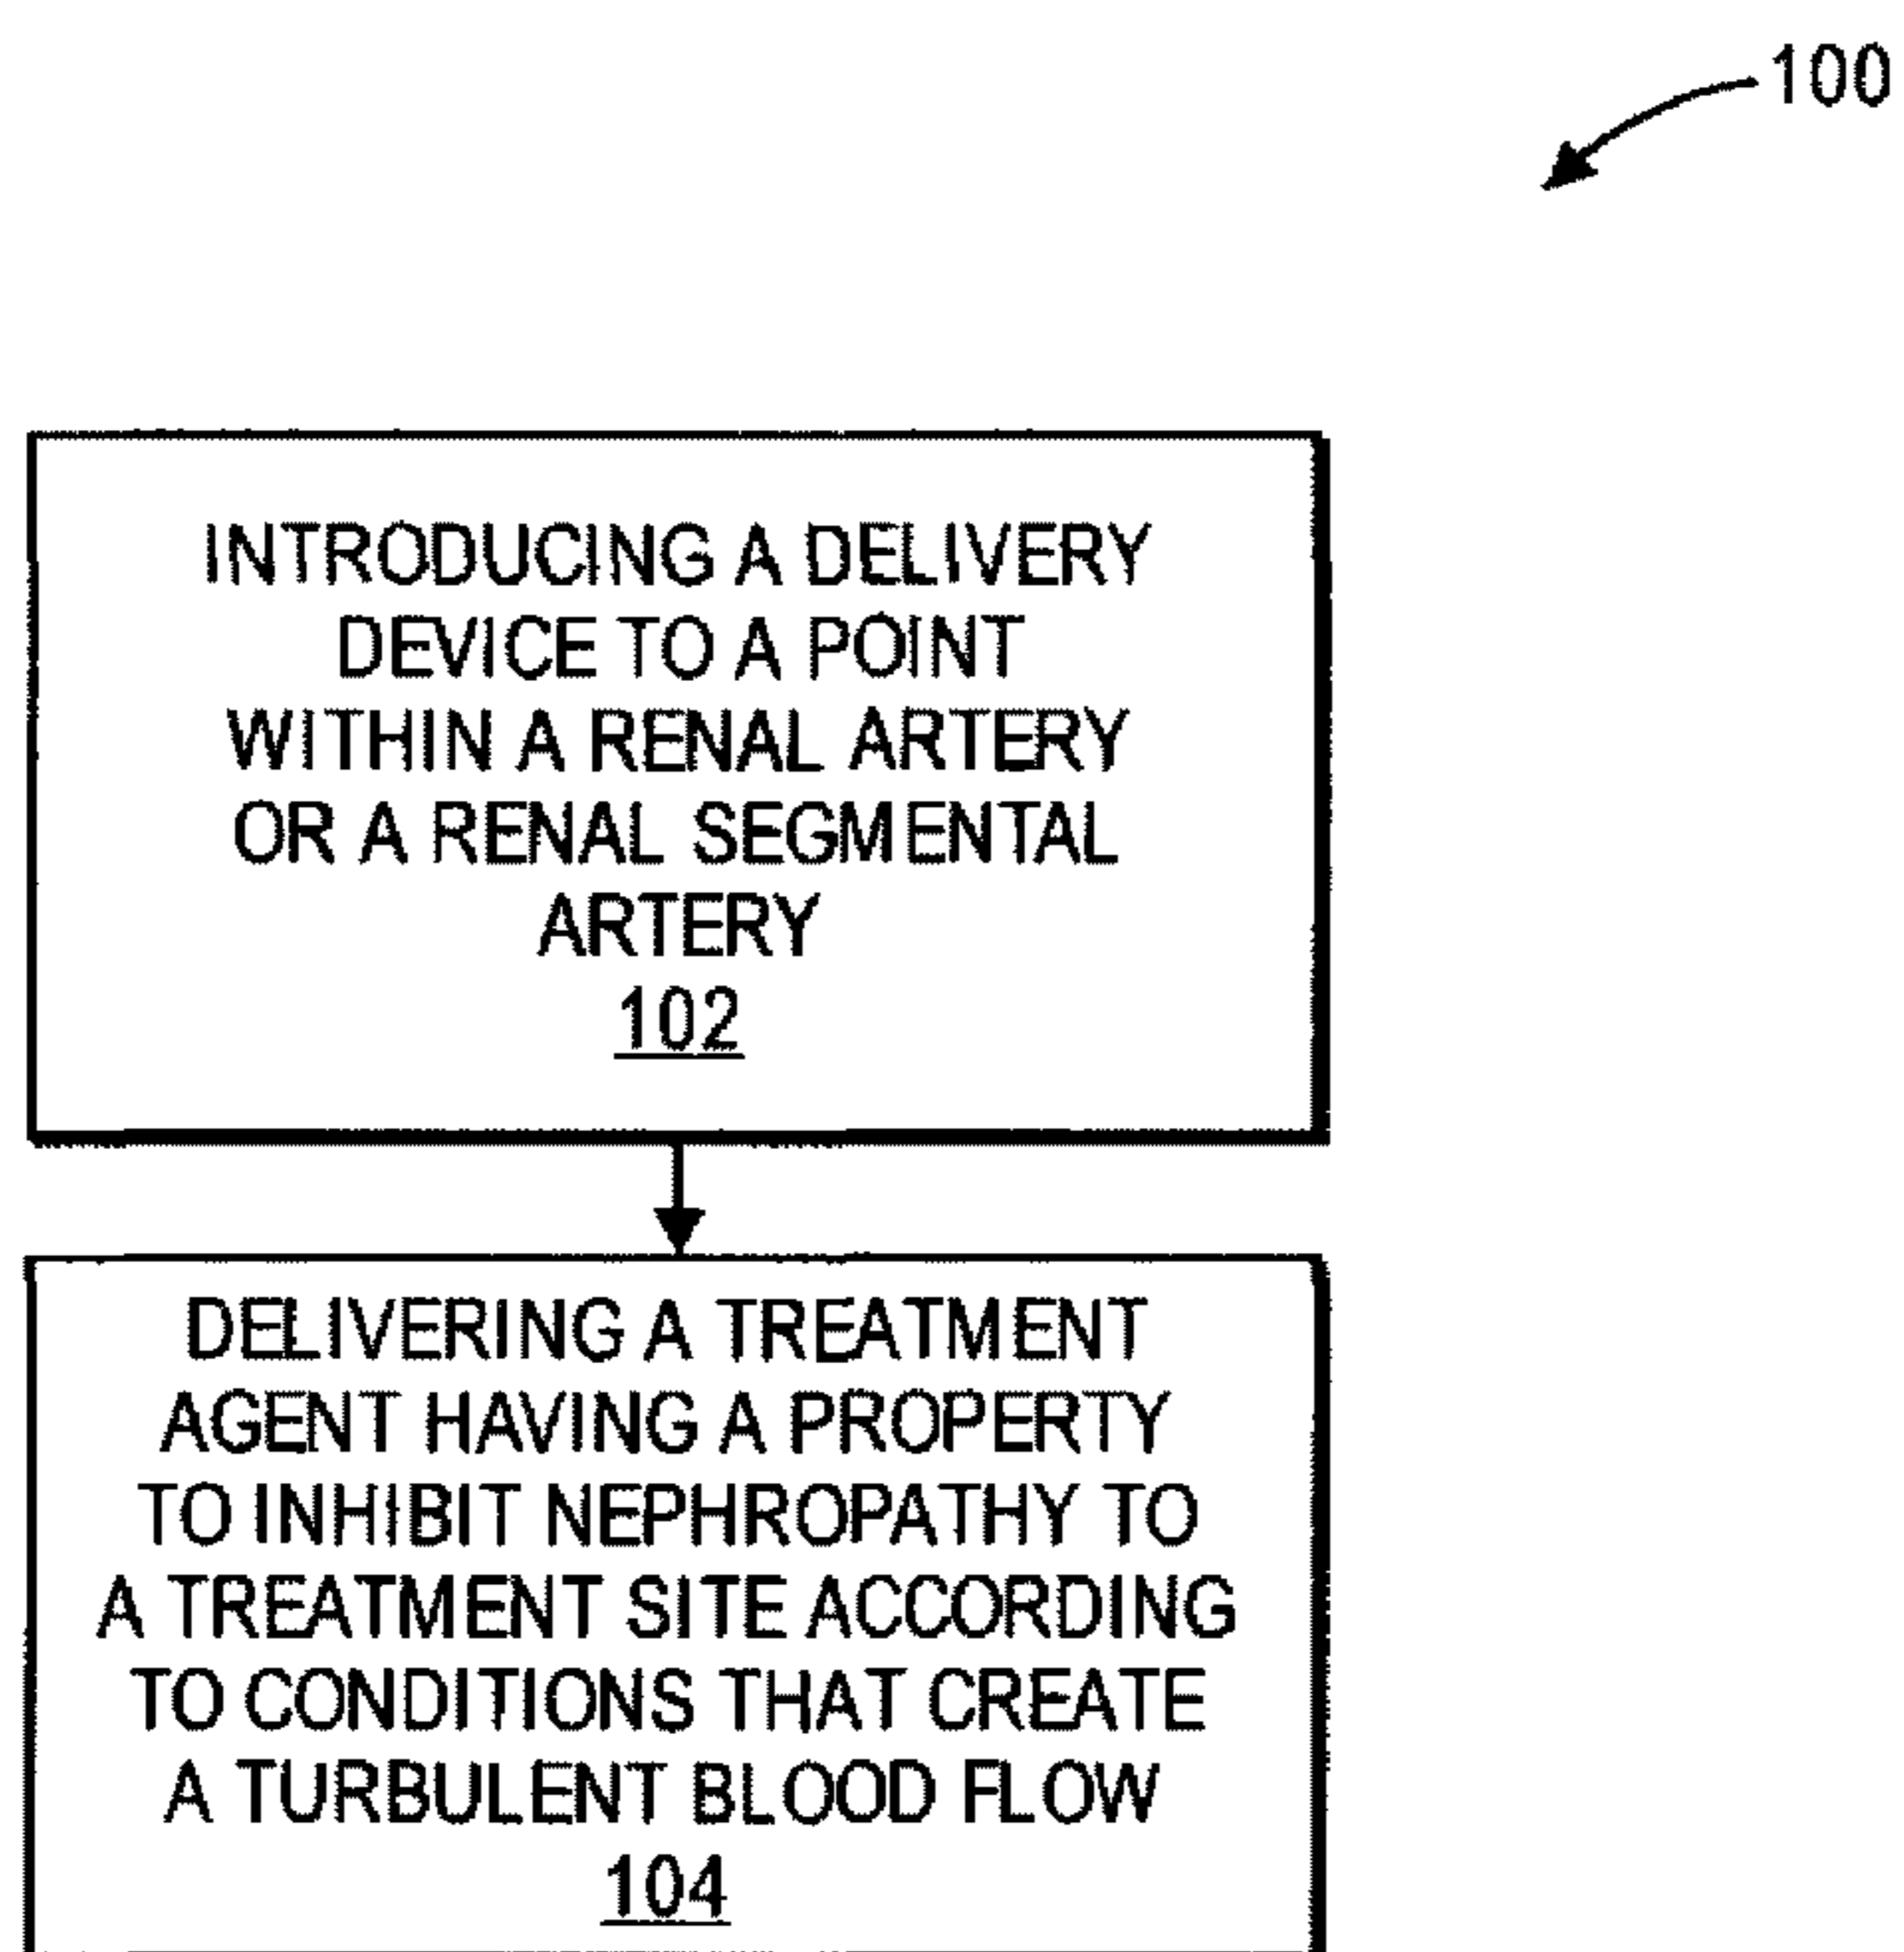 100
INTRODUCING A DELIVERY
DEVICE TO A POINT
WITHIN A RENAL ARTERY
OR A RENAL SEGMENTAL
ARTERY
102
DELIVERING A TREATMENT
AGENT HAVING A PROPERTY
TO INHIBIT NEPHROPATHY TO
A TREATMENT SITE ACCORDING
TO CONDITIONS THAT CREATE
A TURBULENT BLOOD FLOW
104